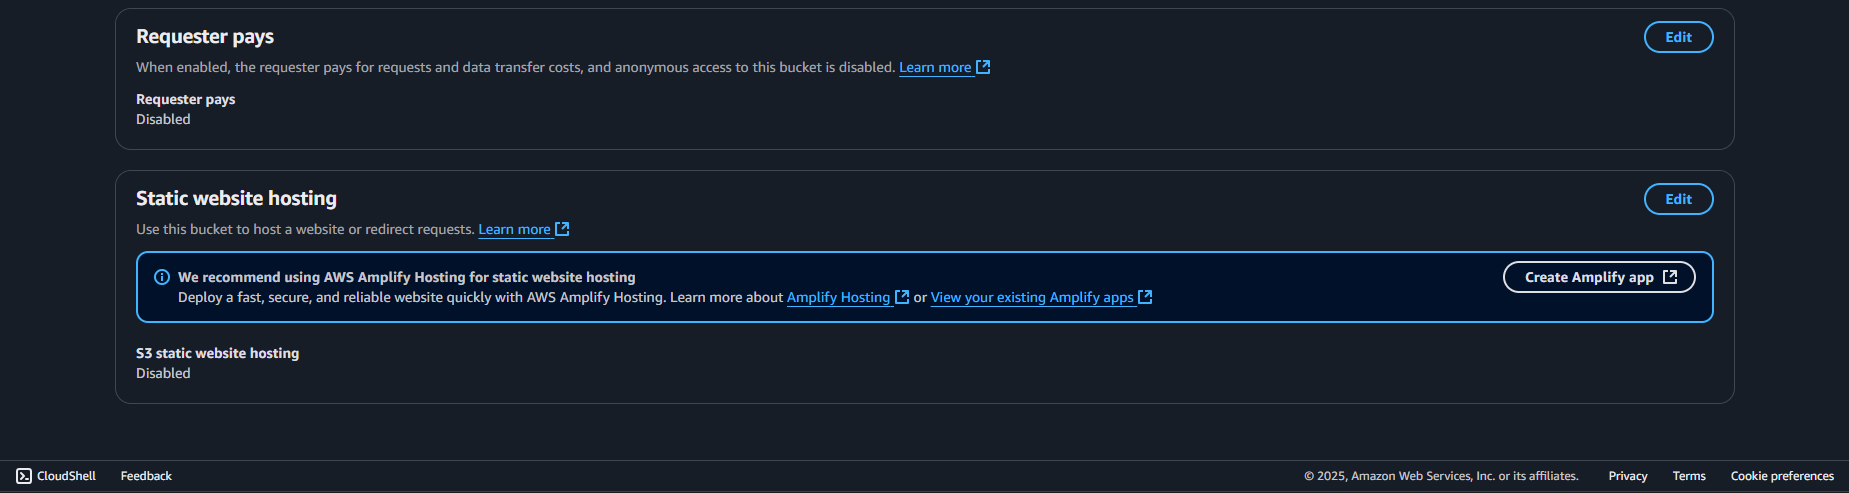 Requester pays
Edit
When enabled, the requester pays for requests and data transfer costs, and anonymous access to this bucket is disabled. Learn more
Requester pays
Disabled
Static website hosting
Edit
Use this bucket to host a website or redirect requests. Learn more
We recommend using AWS Amplify Hosting for static website hosting
Create Amplify app
Deploy a fast, secure, and reliable website quickly with AWS Amplify Hosting. Learn more about Amplify Hosting or View your existing Amplify apps
S3 static website hosting
Disabled
CloudShell Feedback © 2025, Amazon Web Services, Inc. or its affiliates. Privacy Terms Cookie preferences